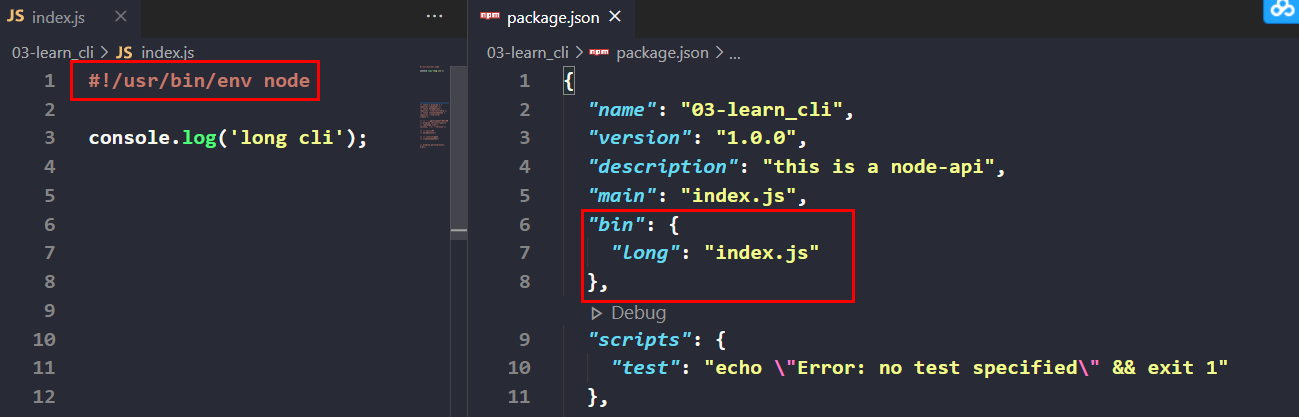 JS index.js × ···
03-learn_cli > JS index.js
1 #!/usr/bin/env node
2
3 console.log('long cli');
4
5
6
7
8
9
10
11
12
npm package.json ×
03-learn_cli > npm package.json > ...
1 {
2 "name": "03-learn_cli",
3 "version": "1.0.0",
4 "description": "this is a node-api",
5 "main": "index.js",
6 "bin": {
7 "long": "index.js"
8 },
Debug
9 "scripts": {
10 "test": "echo \"Error: no test specified\" && exit 1"
11 },